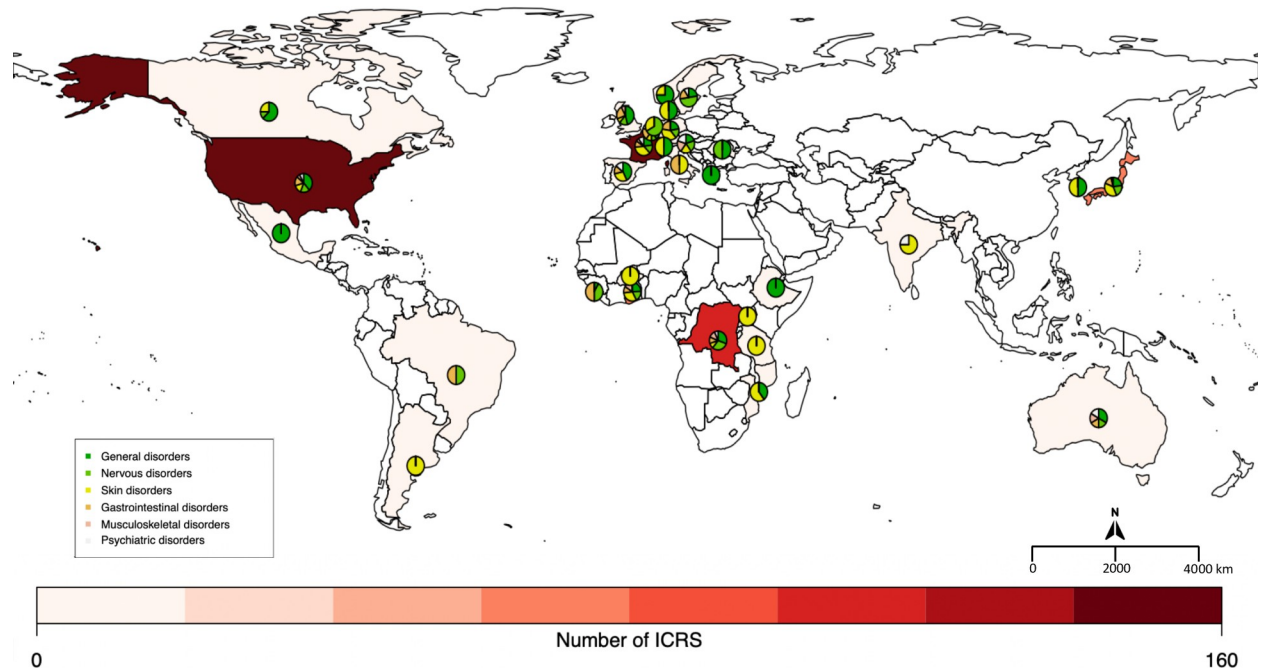 General disorders
Nervous disorders
Skin disorders
Gastrointestinal disorders
Musculoskeletal disorders
Psychiatric disorders
N
0 2000 4000 km
Number of ICRS
0 160